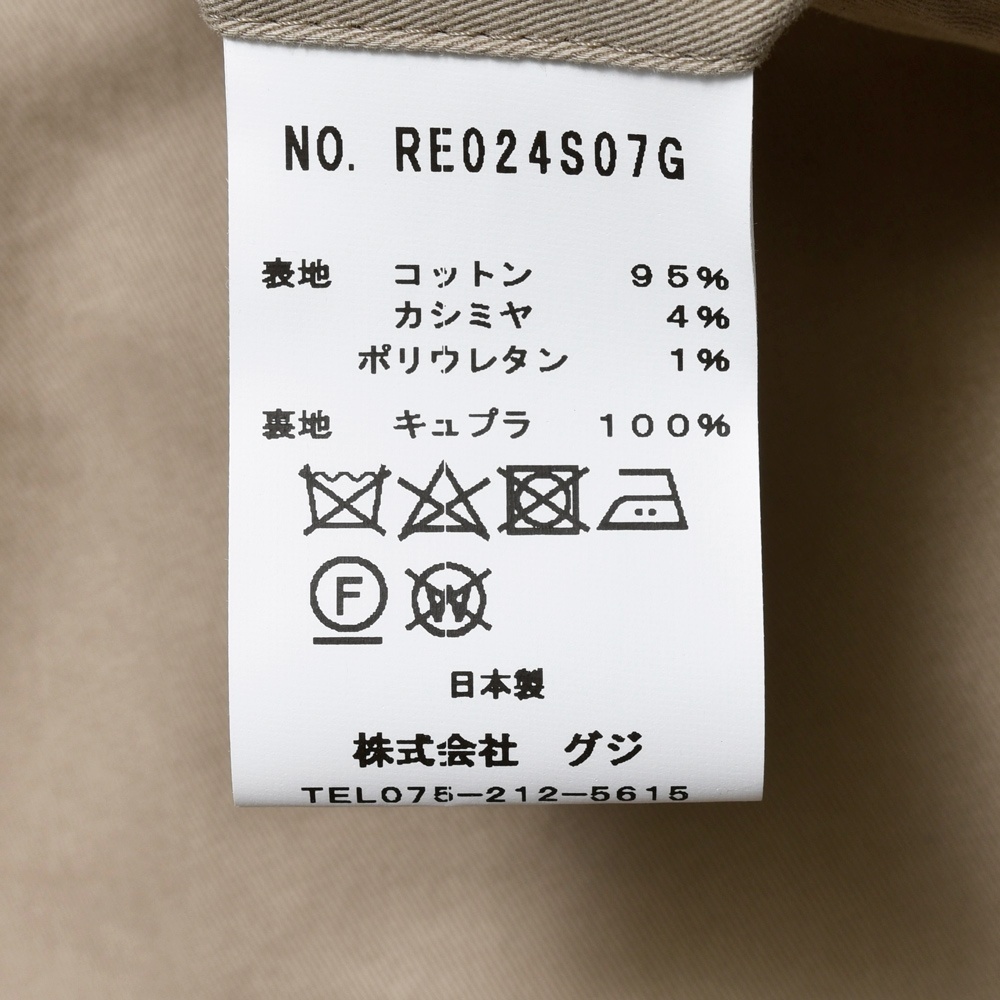 NO. RE024S07G
表地 コットン 95%
カシミヤ 4%
ポリウレタン 1%
裏地 キュプラ 100%
F W
日本製
株式会社 グジ
TEL075-212-5615